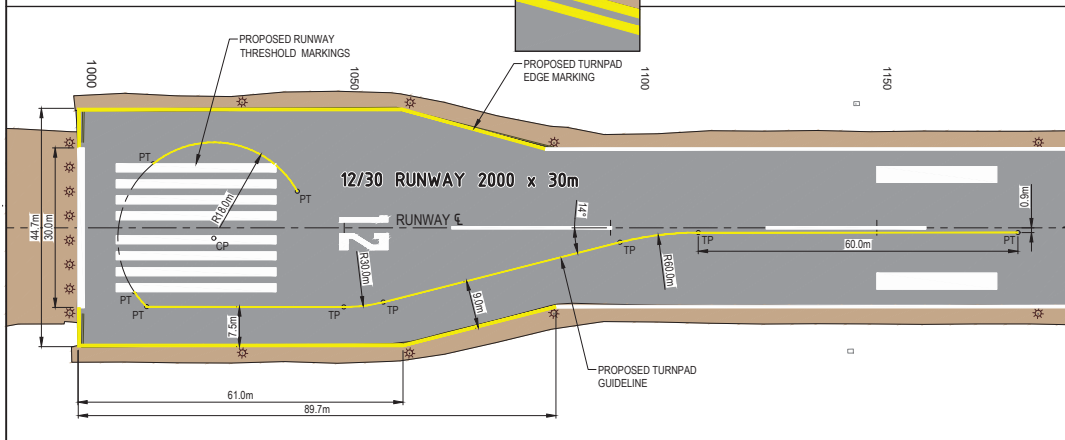 PROPOSED RUNWAY
THRESHOLD MARKINGS
PROPOSED TURNPAD
EDGE MARKING
1000
1050
1100
1150
PT
R18.0m
PT
12/30 RUNWAY 2000 x 30m
44.7m
30.0m
CP
12
RUNWAY ℄
14°
0.9m
TP
60.0m
PT
TP
R30.0m
R60.0m
PT
7.5m
TP
TP
9.0m
PROPOSED TURNPAD
GUIDELINE
61.0m
89.7m